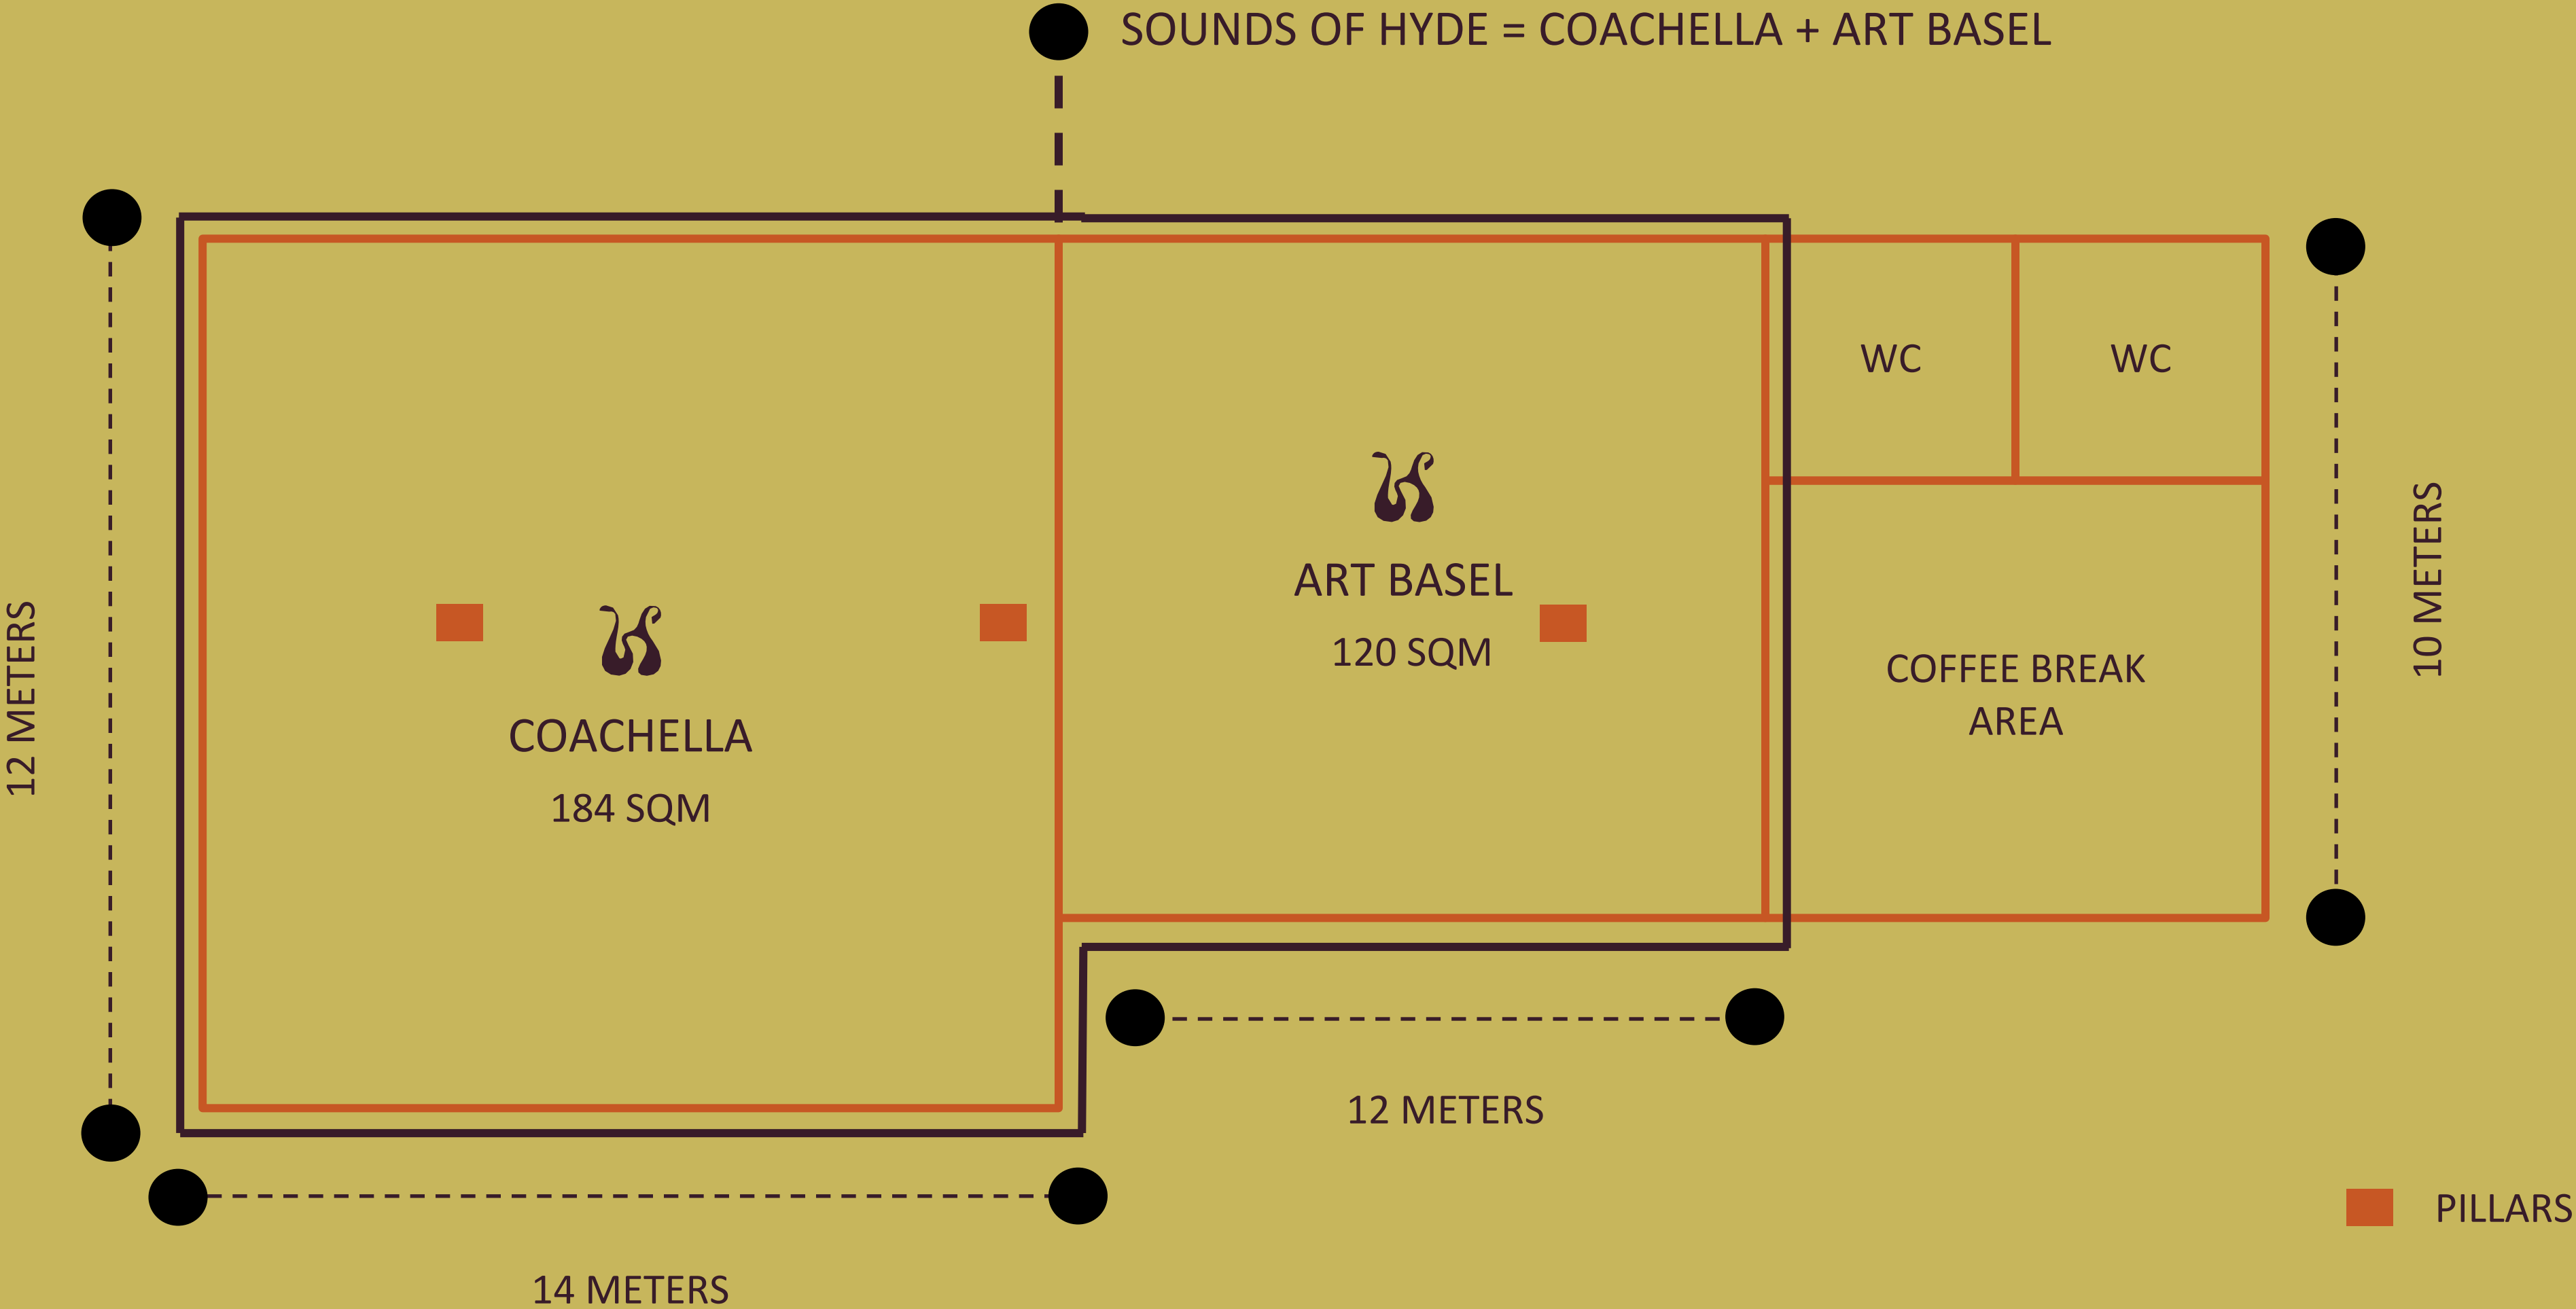 SOUNDS OF HYDE = COACHELLA + ART BASEL
WC
WC
ART BASEL
120 SQM
COACHELLA
184 SQM
COFFEE BREAK
AREA
12 METERS
10 METERS
12 METERS
14 METERS
PILLARS